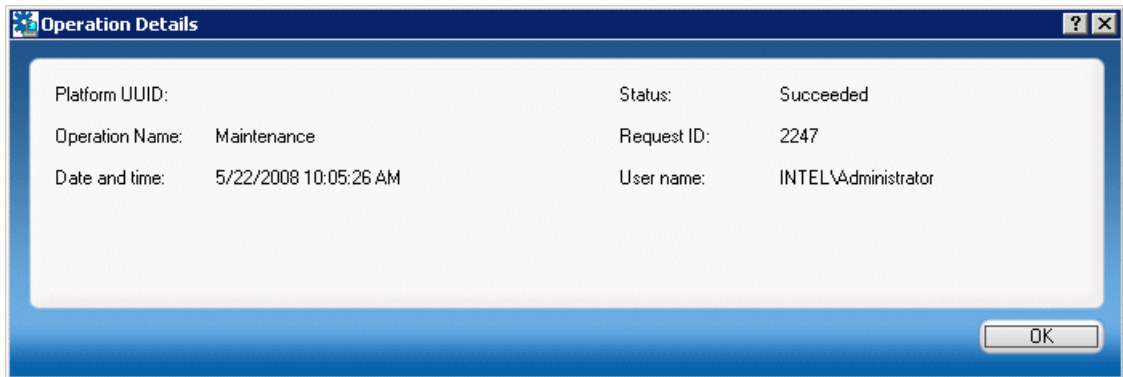 Operation Details
Platform UUID: Status: Succeeded
Operation Name: Maintenance Request ID: 2247
Date and time: 5/22/2008 10:05:26 AM User name: INTEL\Administrator
OK